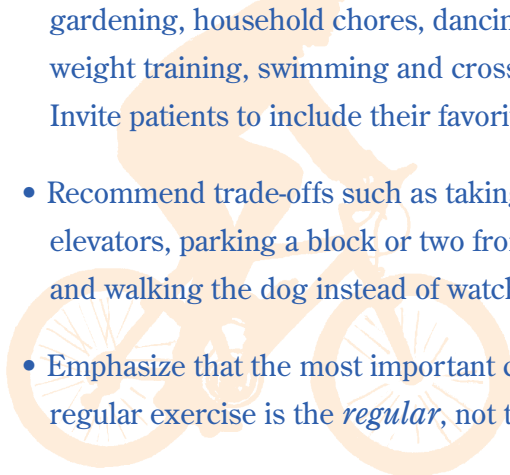 gardening, household chores, dancin
weight training, swimming and cross
Invite patients to include their favori
• Recommend trade-offs such as taking
elevators, parking a block or two fro
and walking the dog instead of watch
• Emphasize that the most important
regular exercise is the regular, not t